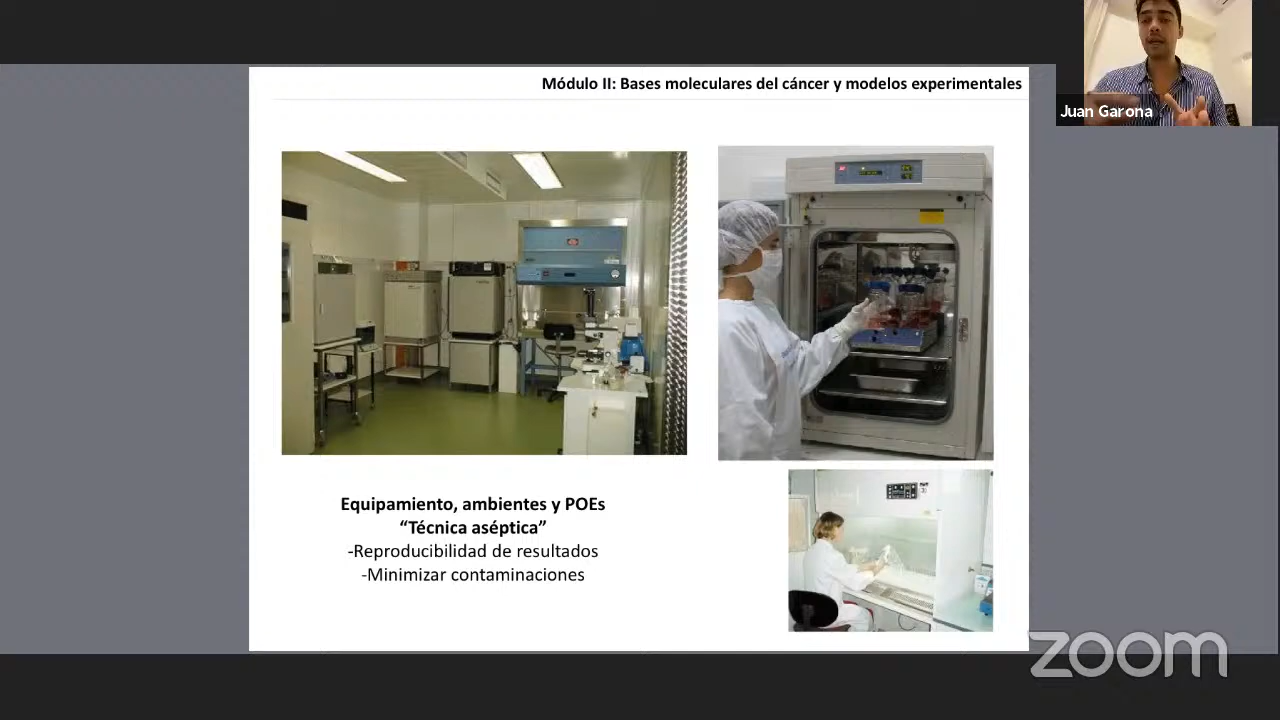 Módulo II: Bases moleculares del cáncer y modelos experimentales
Juan Garona
Equipamiento, ambientes y POEs
“Técnica aséptica”
-Reproducibilidad de resultados
-Minimizar contaminaciones
zoom